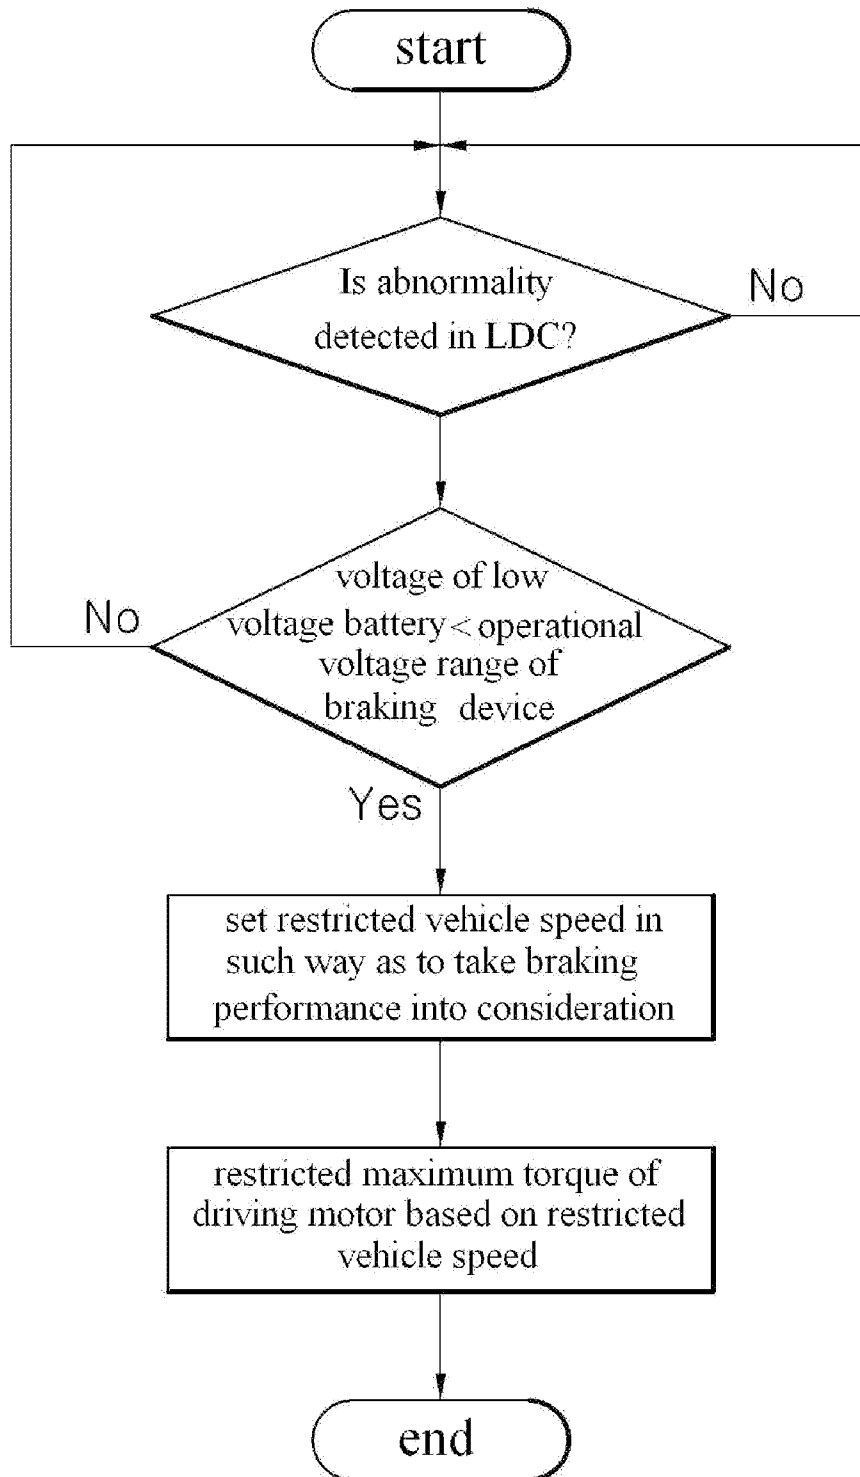 start
Is abnormality
detected in LDC?
No
voltage of low
voltage battery < operational
voltage range of
braking device
No
Yes
set restricted vehicle speed in
such way as to take braking
performance into consideration
restricted maximum torque of
driving motor based on restricted
vehicle speed
end